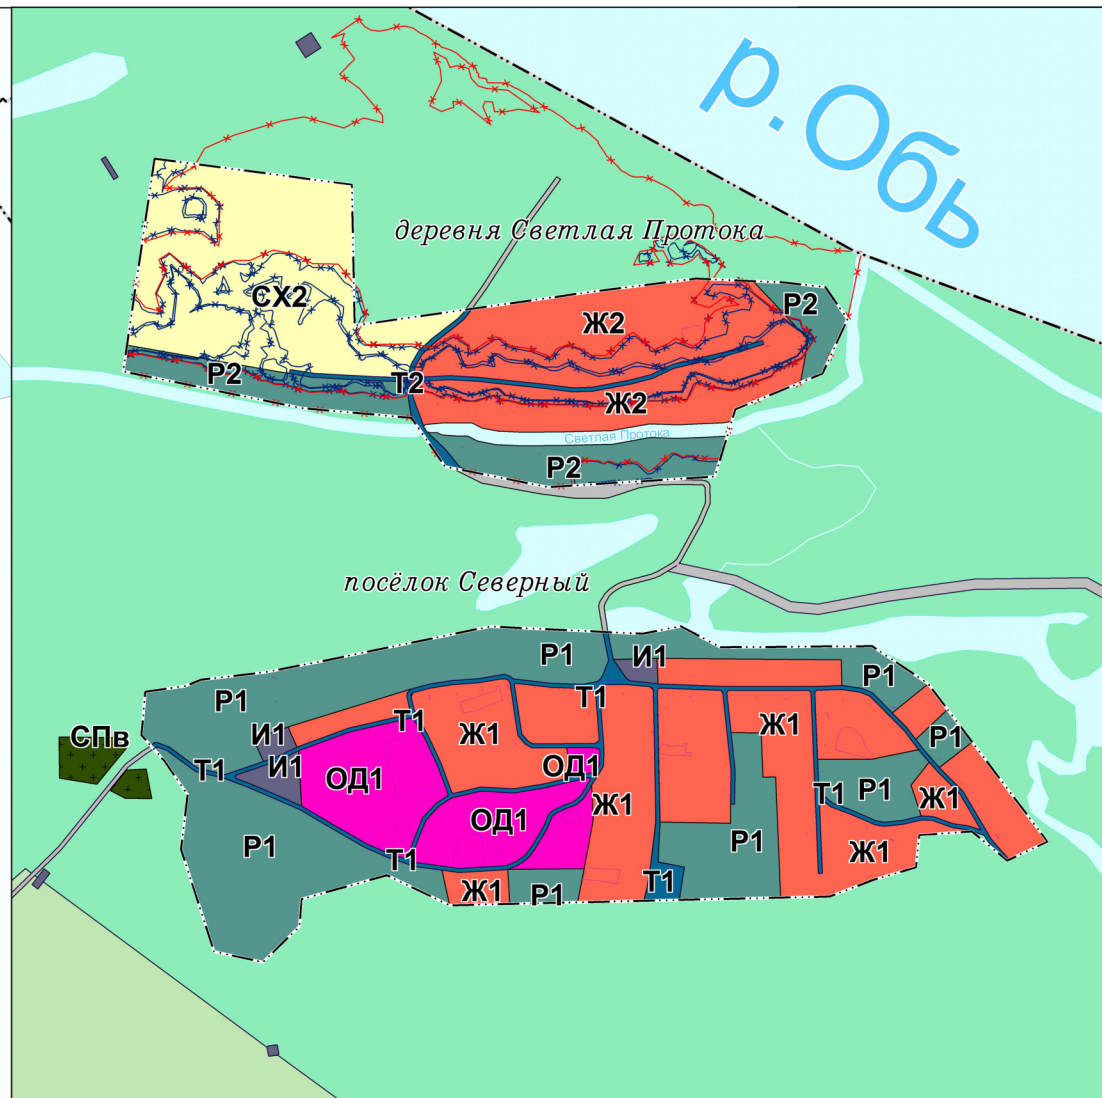 р.Обь
деревня Светлая Протока
СХ2
Р2
Ж2
Р2
Т2
Ж2
Светлая Протока
Р2
посёлок Северный
Р1
И1
Р1
Р1
Т1
Т1
И1
Ж1
Ж1
СПв
Р1
Т1
И1
ОД1
ОД1
Р1
Т1
Ж1
Ж1
ОД1
Р1
Р1
Т1
Ж1
Т1
Ж1
Р1